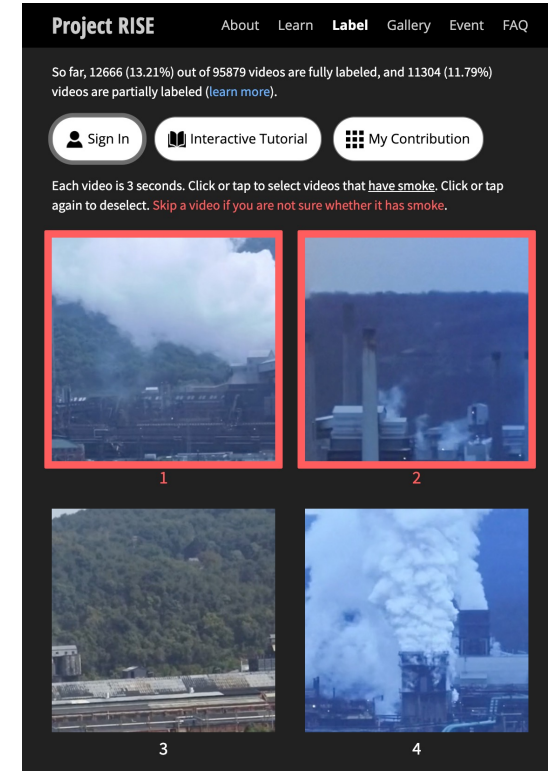 Project RISE
About Learn Label Gallery Event FAQ
So far, 12666 (13.21%) out of 95879 videos are fully labeled, and 11304 (11.79%)
videos are partially labeled (learn more).
Sign In
Interactive Tutorial
My Contribution
Each video is 3 seconds. Click or tap to select videos that have smoke. Click or tap
again to deselect. Skip a video if you are not sure whether it has smoke.
1
2
3
4